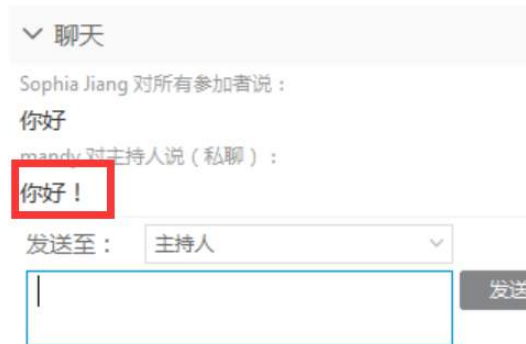 聊天
Sophia Jiang 对所有参加者说：
你好
mandy 对主持人说（私聊）：
你好！
发送至： 主持人
发送